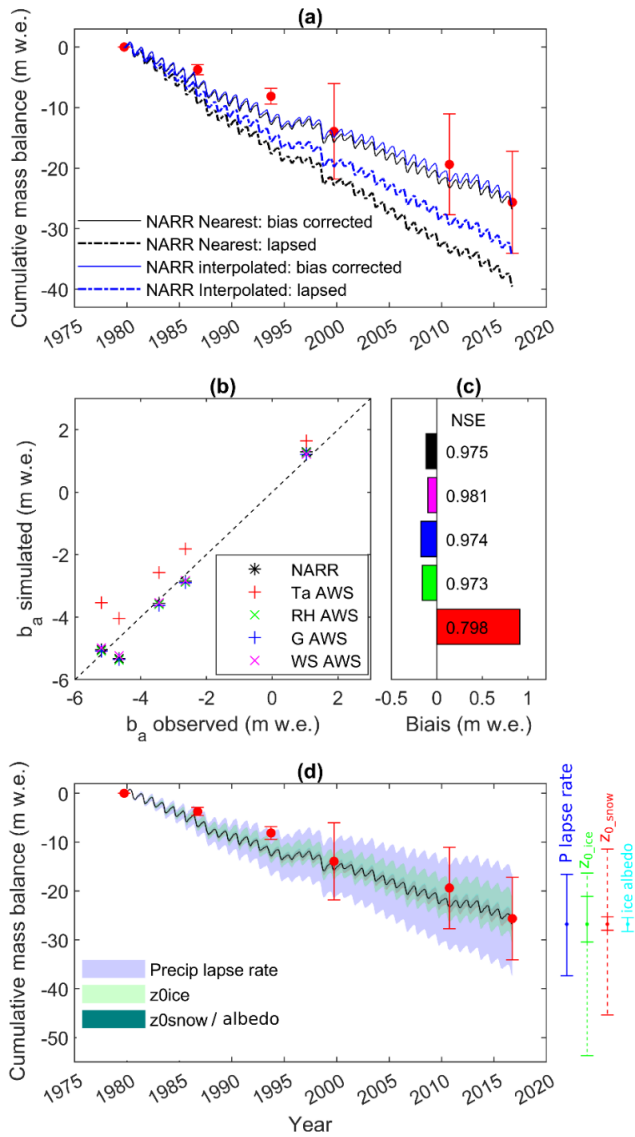 (a)
Cumulative mass balance (m w.e.)
0
-10
-20
-30
-40
NARR Nearest: bias corrected
NARR Nearest: lapsed
NARR interpolated: bias corrected
NARR Interpolated: lapsed
1975 1980 1985 1990 1995 2000 2005 2010 2015 2020
(b)
b_a simulated (m w.e.)
2
0
-2
-4
-6
NARR
Ta AWS
RH AWS
G AWS
WS AWS
-6 -4 -2 0 2
b_a observed (m w.e.)
(c)
NSE
0.975
0.981
0.974
0.973
0.798
-0.5 0 0.5 1
Biais (m w.e.)
(d)
Cumulative mass balance (m w.e.)
0
-10
-20
-30
-40
-50
Precip lapse rate
z0ice
z0snow / albedo
1975 1980 1985 1990 1995 2000 2005 2010 2015 2020
Year
P lapse rate
z0_ice
z0_snow
ice albedo